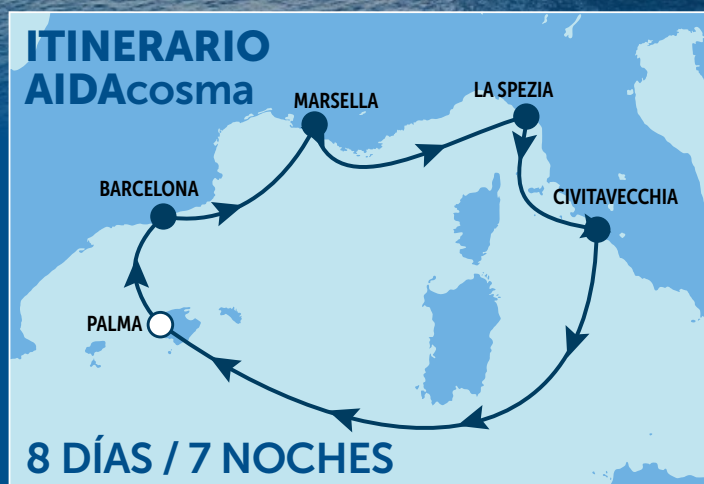 ITINERARIO
AIDAcosma
MARSELLA
LA SPEZIA
BARCELONA
CIVITAVECCHIA
PALMA
8 DÍAS / 7 NOCHES